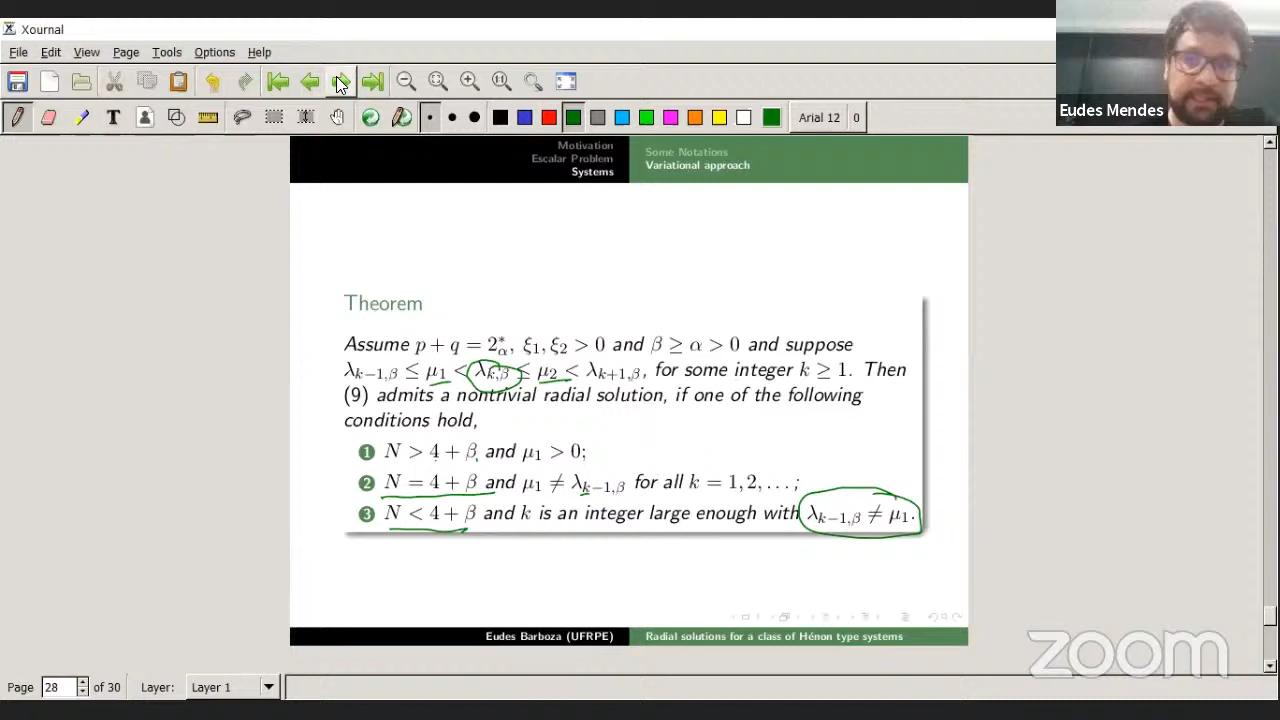 Xournal
File Edit View Page Tools Options Help
Arial 12 0
Eudes Mendes
Motivation
Escalar Problem
Systems
Some Notations
Variational approach
Theorem
Assume p + q = 2*α, ξ1, ξ2 > 0 and β ≥ α > 0 and suppose
λk−1,β ≤ μ1 < λk,β ≤ μ2 < λk+1,β, for some integer k ≥ 1. Then
(9) admits a nontrivial radial solution, if one of the following
conditions hold,
1 N > 4 + β and μ1 > 0;
2 N = 4 + β and μ1 ≠ λk−1,β for all k = 1, 2, . . . ;
3 N < 4 + β and k is an integer large enough with λk−1,β ≠ μ1.
Eudes Barboza (UFRPE)
Radial solutions for a class of Hénon type systems
zoom
Page 28 of 30 Layer: Layer 1